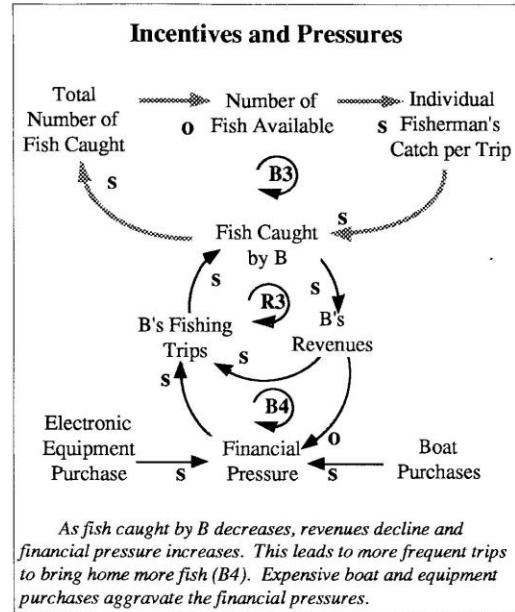 Incentives and Pressures
Total
Number of
Fish Caught
o
Number of
Fish Available
s
Individual
Fisherman's
Catch per Trip
s
B3
s
Fish Caught
by B
s
s
R3
B's Fishing
Trips
B's
Revenues
s
s
B4
Electronic
Equipment
Purchase
s
Financial
Pressure
o
s
Boat
Purchases
As fish caught by B decreases, revenues decline and
financial pressure increases. This leads to more frequent trips
to bring home more fish (B4). Expensive boat and equipment
purchases aggravate the financial pressures.